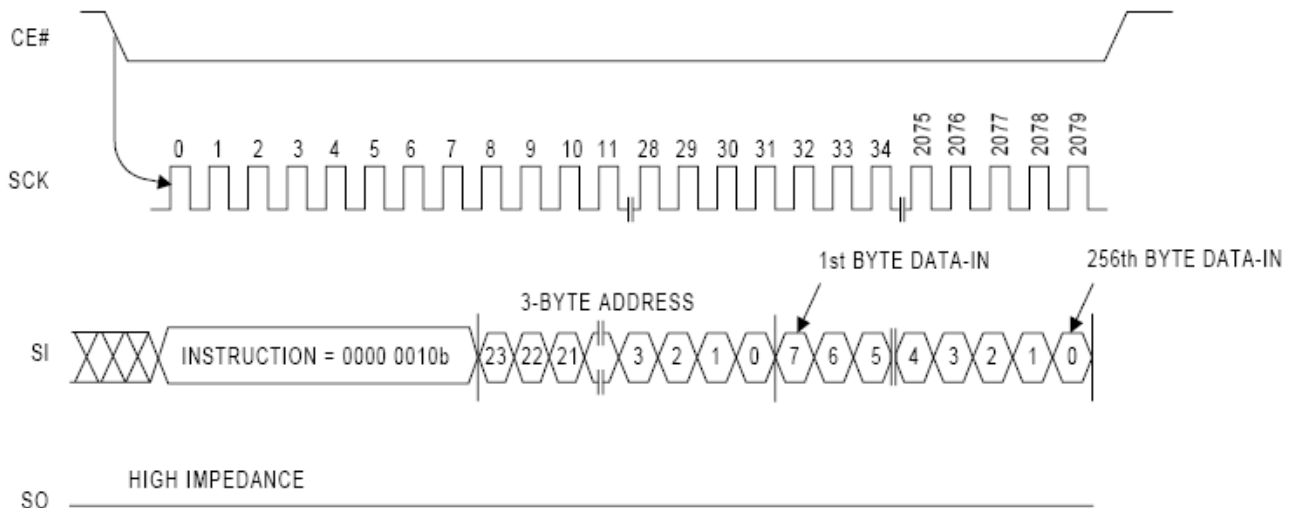 CE#
2075 2076 2077 2078 2079
0 1 2 3 4 5 6 7 8 9 10 11 28 29 30 31 32 33 34
SCK
1st BYTE DATA-IN 256th BYTE DATA-IN
3-BYTE ADDRESS
SI INSTRUCTION = 0000 0010b 23 22 21 3 2 1 0 7 6 5 4 3 2 1 0
HIGH IMPEDANCE
SO